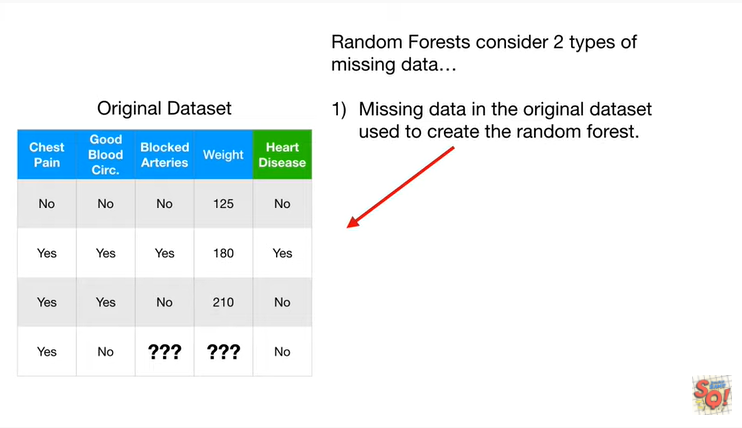 Random Forests consider 2 types of
missing data…
1) Missing data in the original dataset
used to create the random forest.
Original Dataset
Chest Pain Good Blood Circ. Blocked Arteries Weight Heart Disease
No No No 125 No
Yes Yes Yes 180 Yes
Yes Yes No 210 No
Yes No ??? ??? No
SQ!